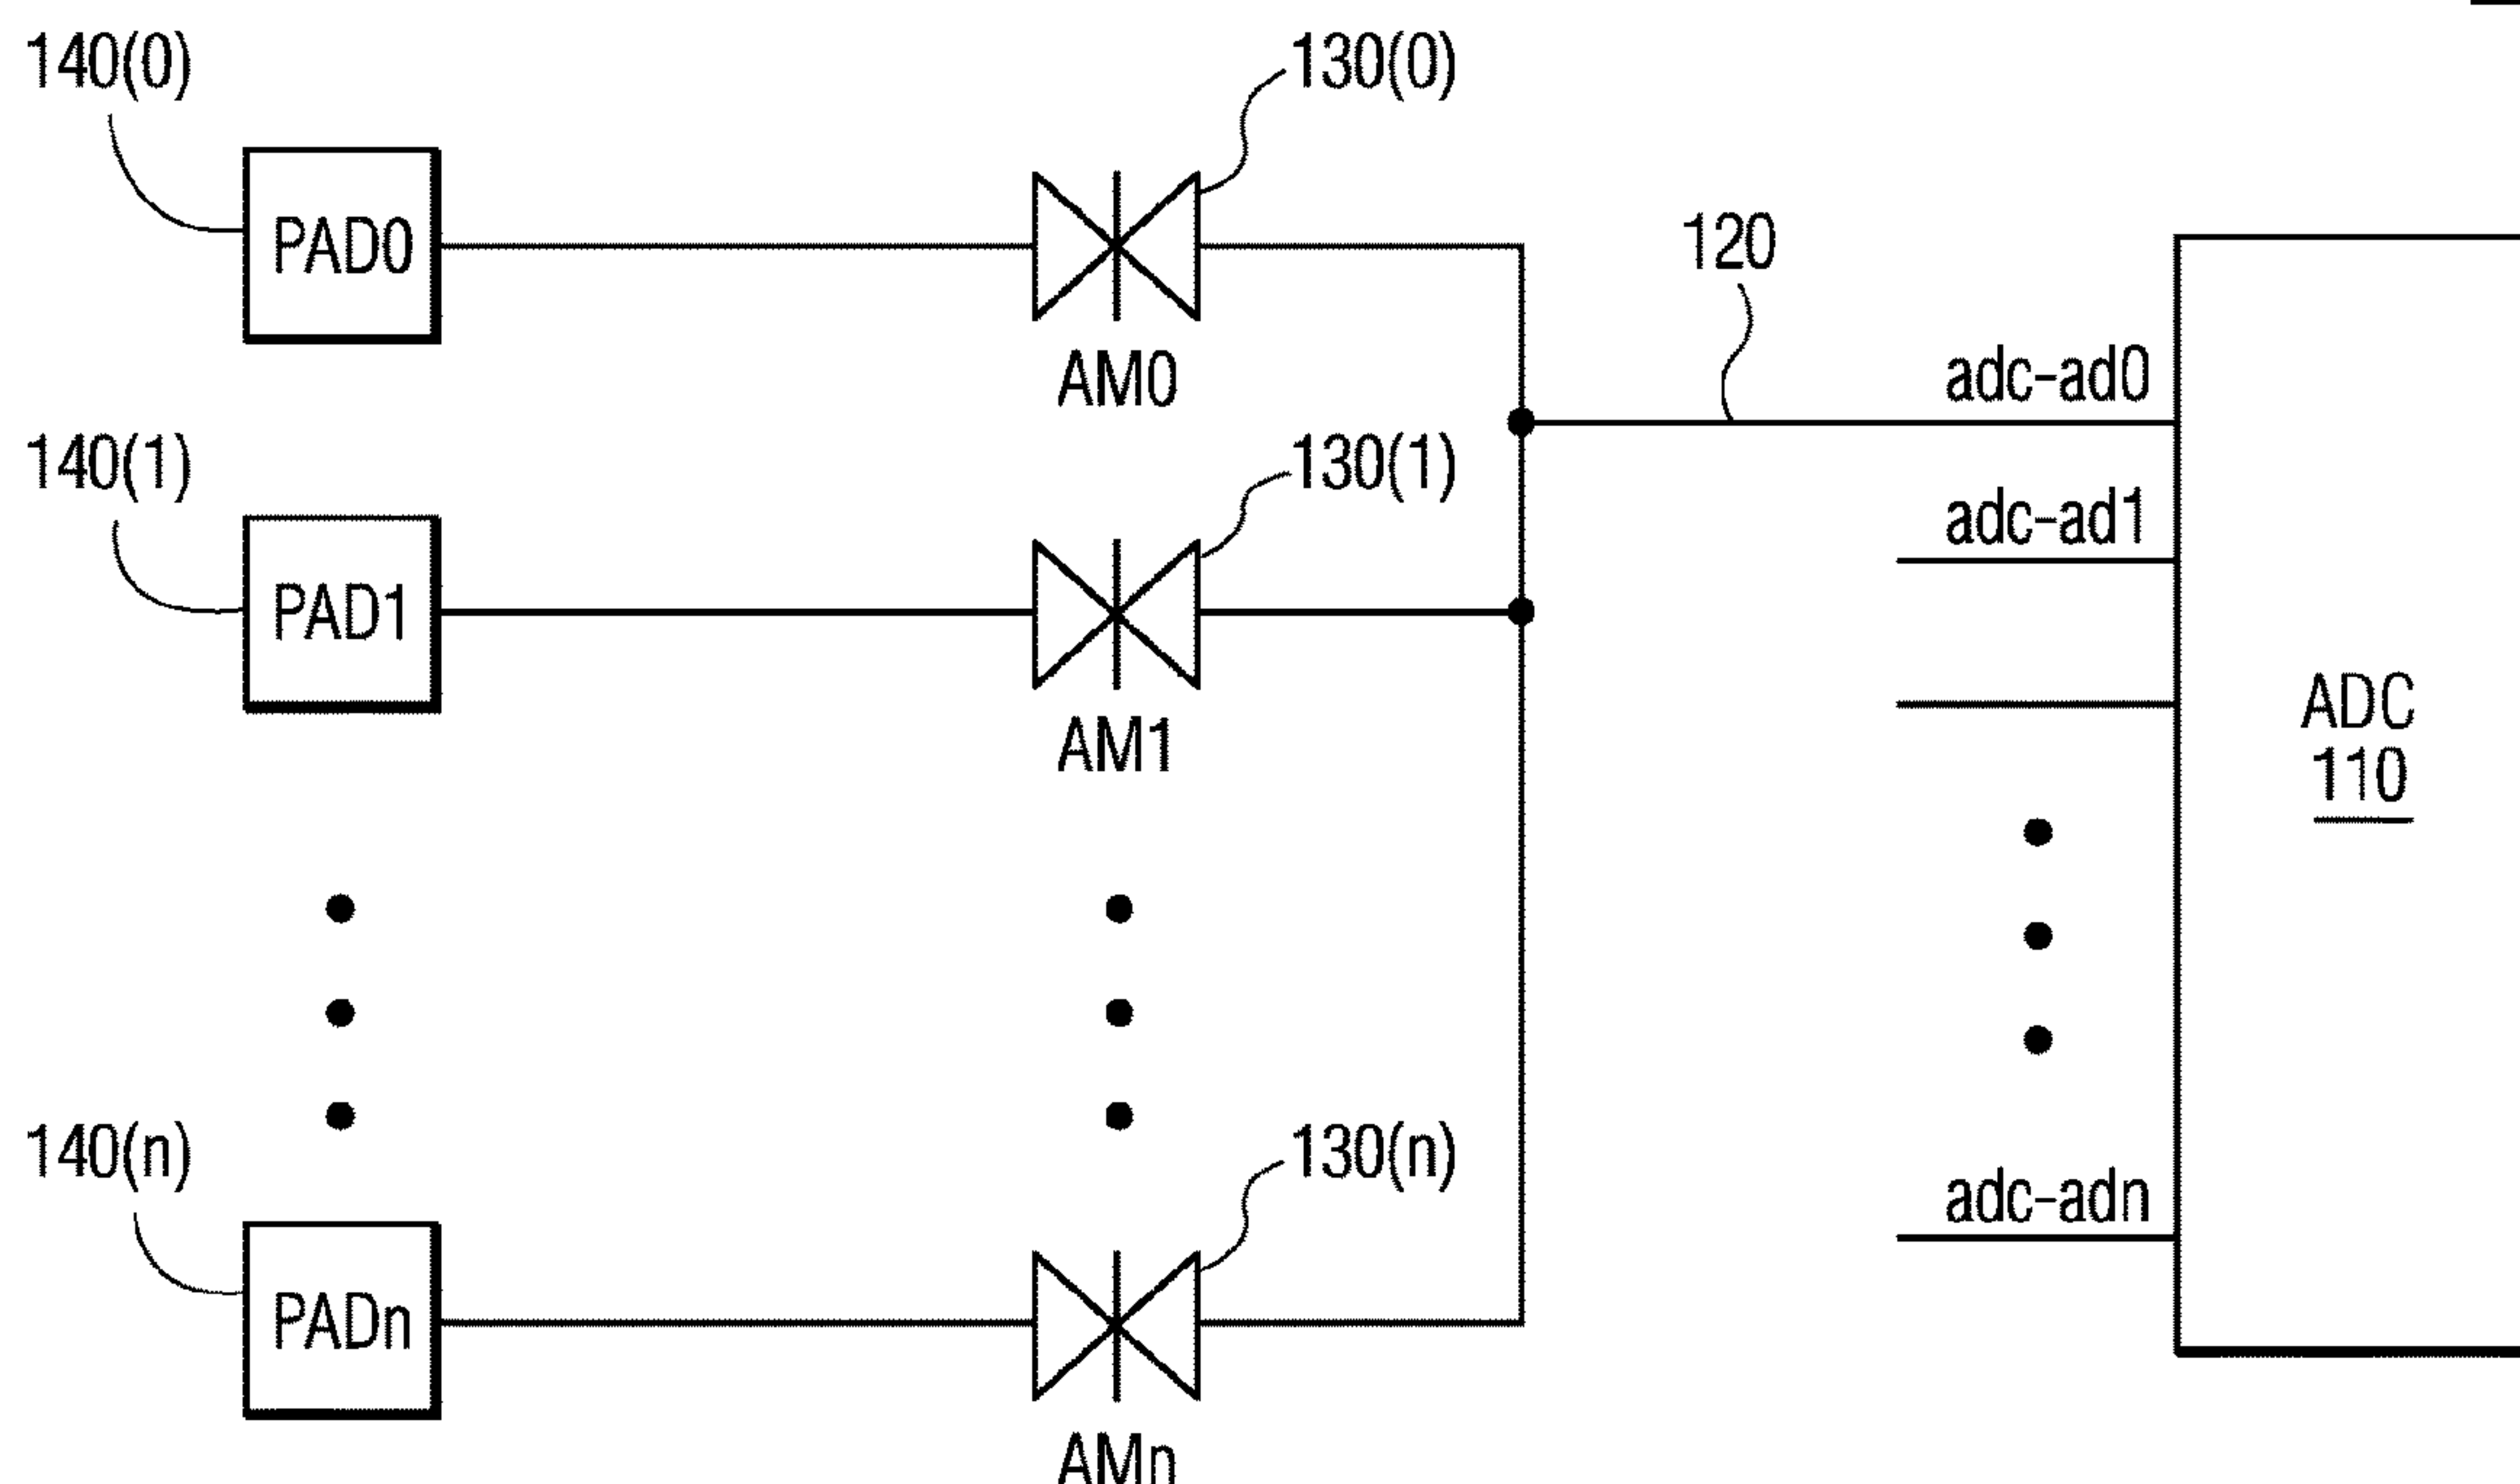 140(0)
130(0)
PAD0
120
AM0
adc-ad0
140(1)
130(1)
adc-ad1
PAD1
ADC
110
AM1
140(n)
130(n)
adc-adn
PADn
AMn